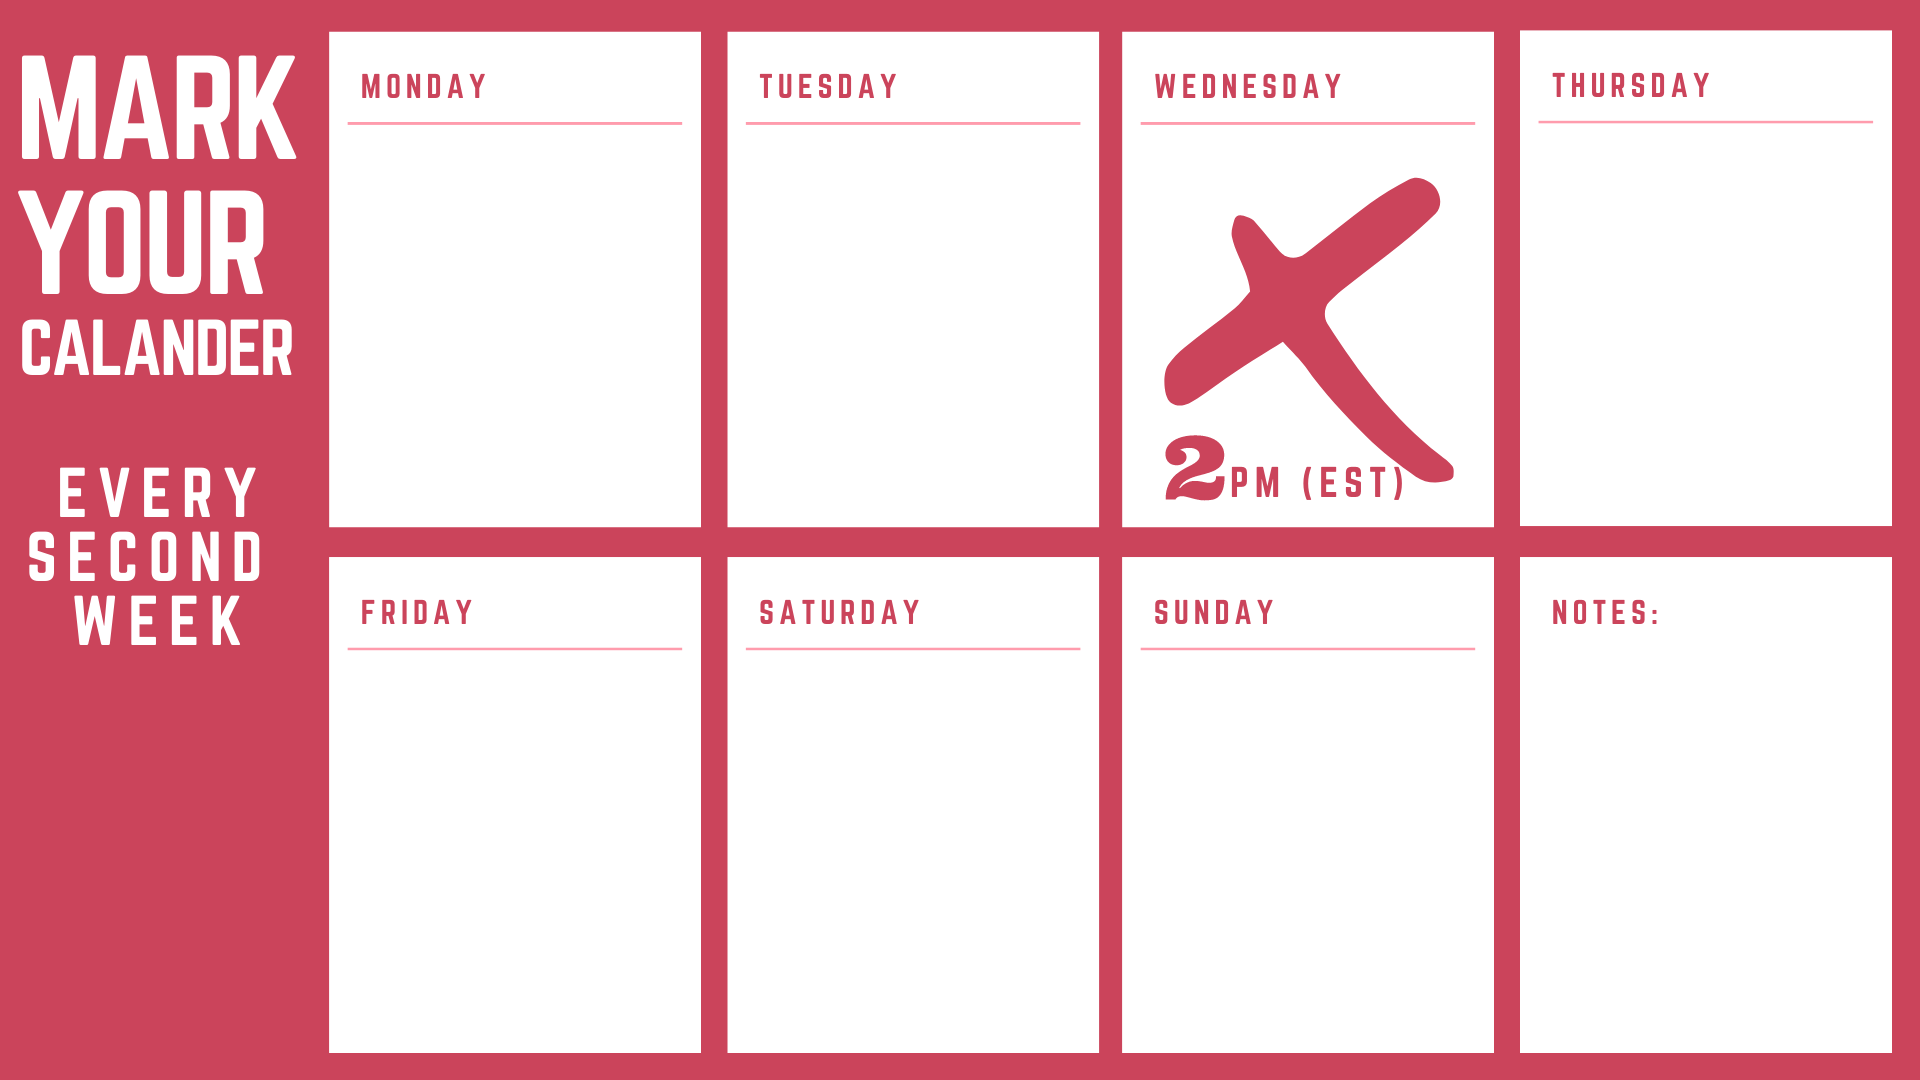 MARK
YOUR
CALANDER
EVERY
SECOND
WEEK
MONDAY
TUESDAY
WEDNESDAY
2PM (EST)
THURSDAY
FRIDAY
SATURDAY
SUNDAY
NOTES: